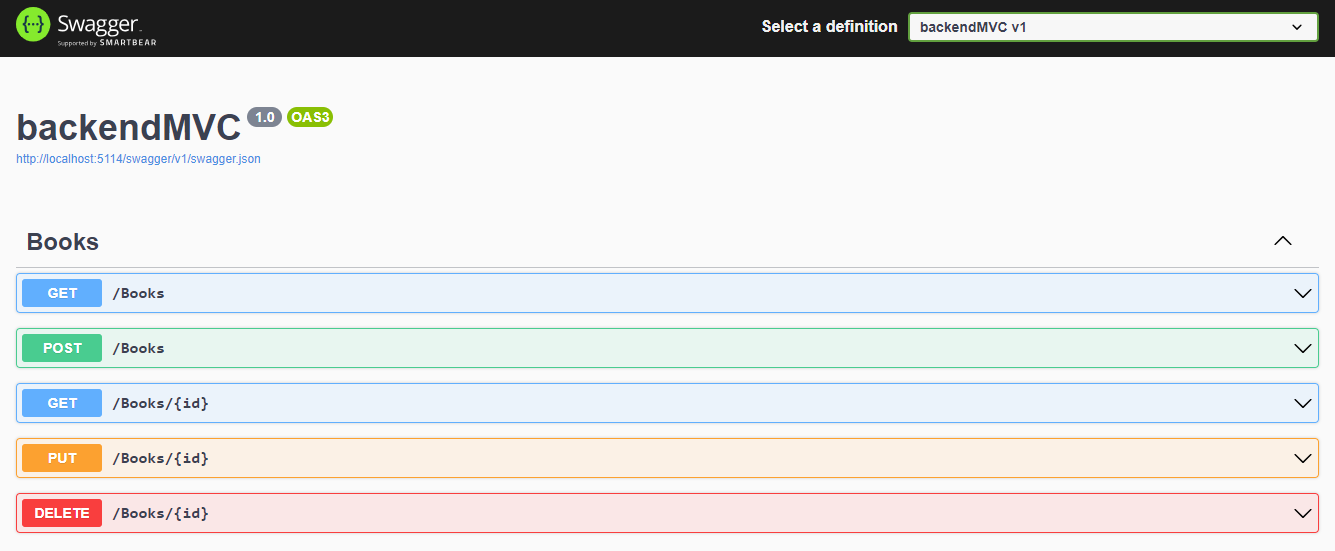 Swagger
Supported by SMARTBEAR
Select a definition
backendMVC v1
backendMVC 1.0 OAS3
http://localhost:5114/swagger/v1/swagger.json
Books
GET /Books
POST /Books
GET /Books/{id}
PUT /Books/{id}
DELETE /Books/{id}